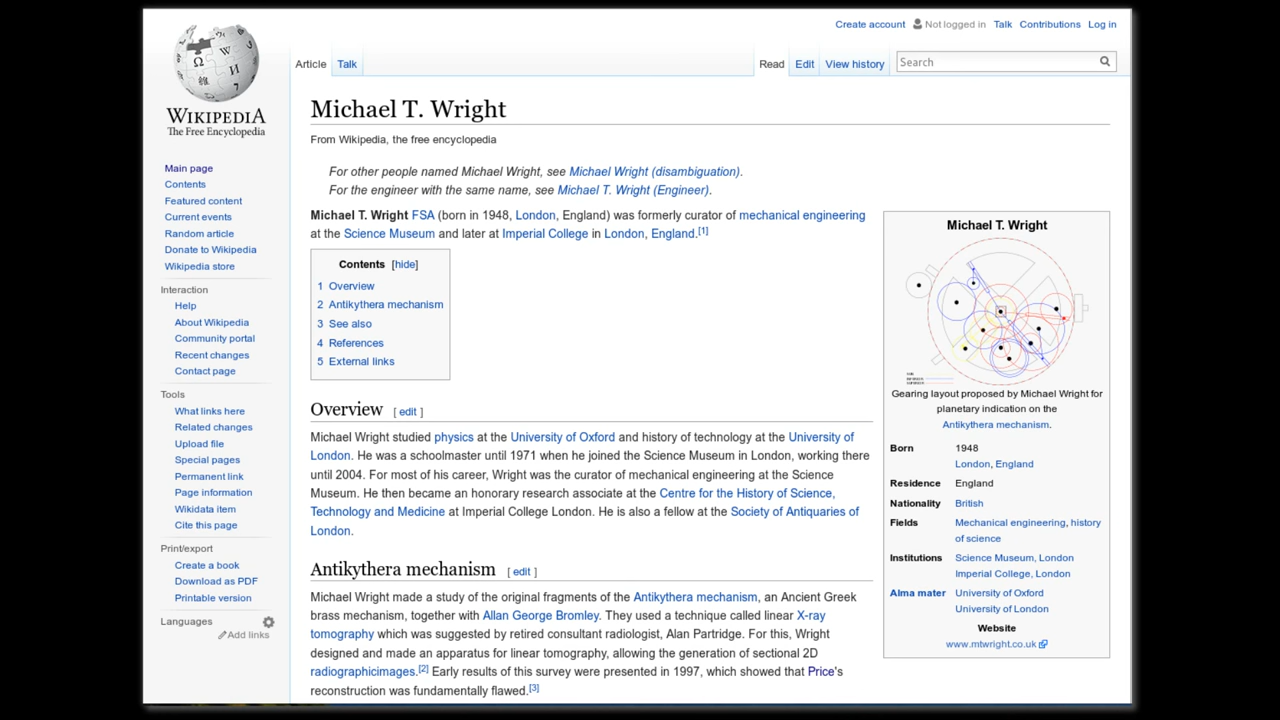 Create account Not logged in Talk Contributions Log in
Article Talk Read Edit View history Search
WIKIPEDIA
The Free Encyclopedia
Main page
Contents
Featured content
Current events
Random article
Donate to Wikipedia
Wikipedia store
Interaction
Help
About Wikipedia
Community portal
Recent changes
Contact page
Tools
What links here
Related changes
Upload file
Special pages
Permanent link
Page information
Wikidata item
Cite this page
Print/export
Create a book
Download as PDF
Printable version
Languages
Add links
Michael T. Wright
From Wikipedia, the free encyclopedia
For other people named Michael Wright, see Michael Wright (disambiguation).
For the engineer with the same name, see Michael T. Wright (Engineer).
Michael T. Wright FSA (born in 1948, London, England) was formerly curator of mechanical engineering
at the Science Museum and later at Imperial College in London, England.[1]
Contents [hide]
1 Overview
2 Antikythera mechanism
3 See also
4 References
5 External links
Overview [ edit ]
Michael Wright studied physics at the University of Oxford and history of technology at the University of
London. He was a schoolmaster until 1971 when he joined the Science Museum in London, working there
until 2004. For most of his career, Wright was the curator of mechanical engineering at the Science
Museum. He then became an honorary research associate at the Centre for the History of Science,
Technology and Medicine at Imperial College London. He is also a fellow at the Society of Antiquaries of
London.
Antikythera mechanism [ edit ]
Michael Wright made a study of the original fragments of the Antikythera mechanism, an Ancient Greek
brass mechanism, together with Allan George Bromley. They used a technique called linear X-ray
tomography which was suggested by retired consultant radiologist, Alan Partridge. For this, Wright
designed and made an apparatus for linear tomography, allowing the generation of sectional 2D
radiographicimages.[2] Early results of this survey were presented in 1997, which showed that Price's
reconstruction was fundamentally flawed.[3]
Michael T. Wright
Gearing layout proposed by Michael Wright for
planetary indication on the
Antikythera mechanism.
Born 1948
London, England
Residence England
Nationality British
Fields Mechanical engineering, history
of science
Institutions Science Museum, London
Imperial College, London
Alma mater University of Oxford
University of London
Website
www.mtwright.co.uk